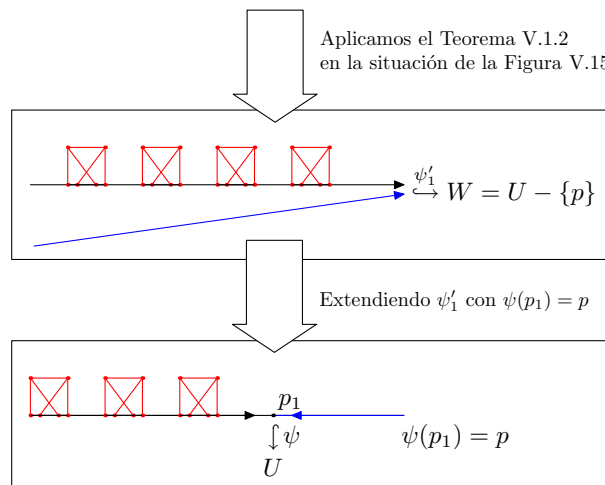 Aplicamos el Teorema V.1.2
en la situación de la Figura V.15
ψ′₁
↪ W = U − {p}
Extendiendo ψ′₁ con ψ(p₁) = p
p₁
ψ ψ(p₁) = p
U